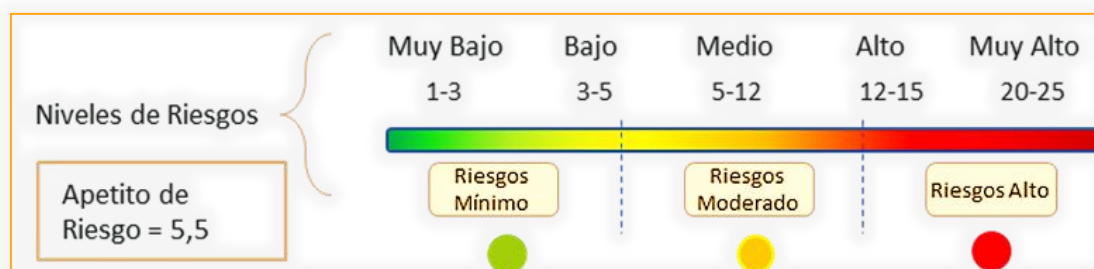 Muy Bajo Bajo Medio Alto Muy Alto
1-3 3-5 5-12 12-15 20-25
Niveles de Riesgos
Apetito de
Riesgo = 5,5
Riesgos
Mínimo
Riesgos
Moderado
Riesgos Alto